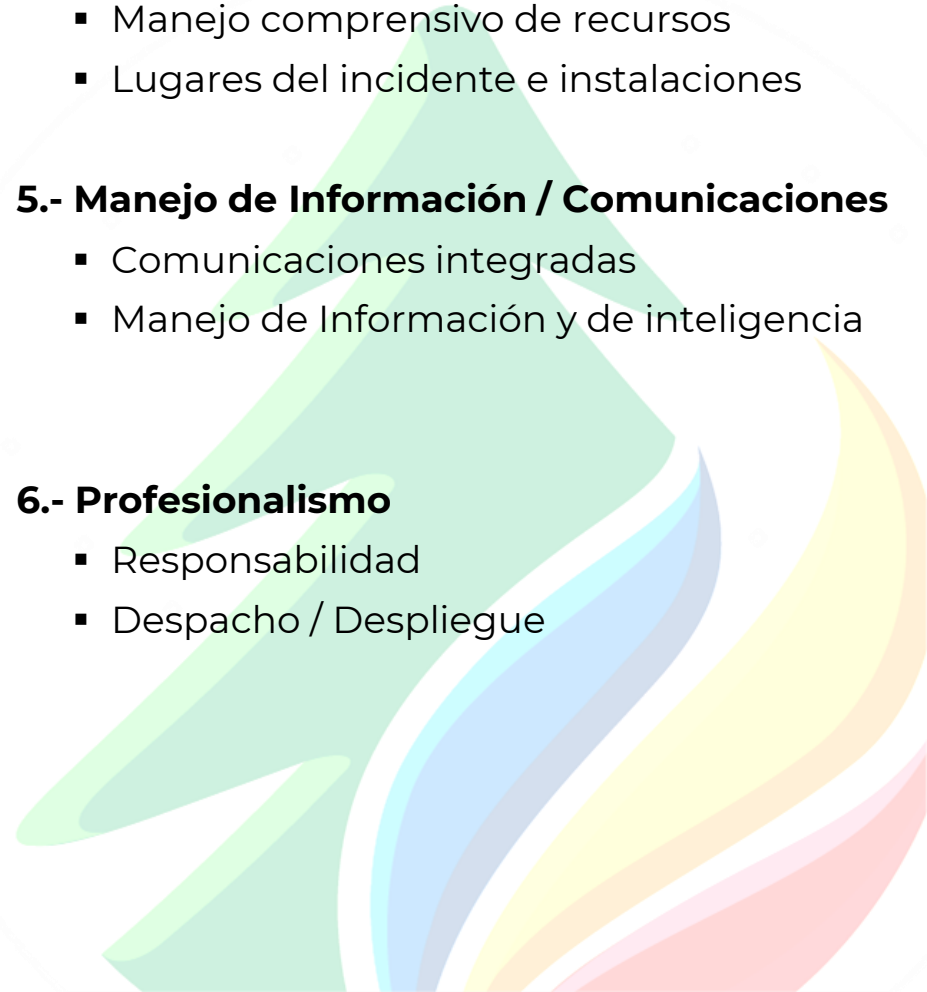 ▪ Manejo comprensivo de recursos
▪ Lugares del incidente e instalaciones
5.- Manejo de Información / Comunicaciones
▪ Comunicaciones integradas
▪ Manejo de Información y de inteligencia
6.- Profesionalismo
▪ Responsabilidad
▪ Despacho / Despliegue